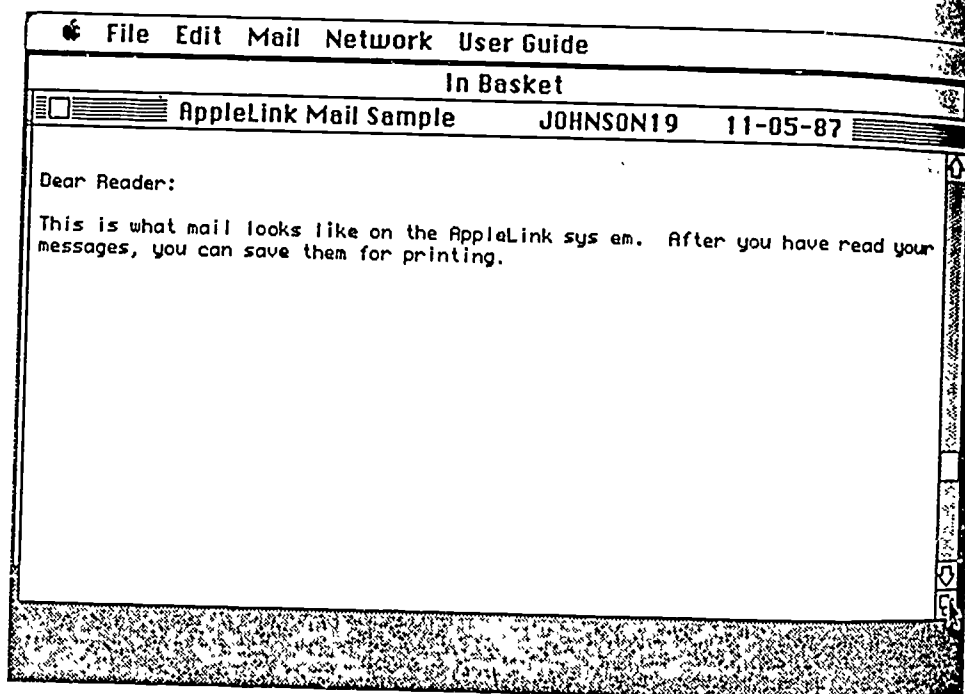 File Edit Mail Network User Guide
In Basket
AppleLink Mail Sample JOHNSON19 11-05-87
Dear Reader:
This is what mail looks like on the AppleLink sys em. After you have read your
messages, you can save them for printing.